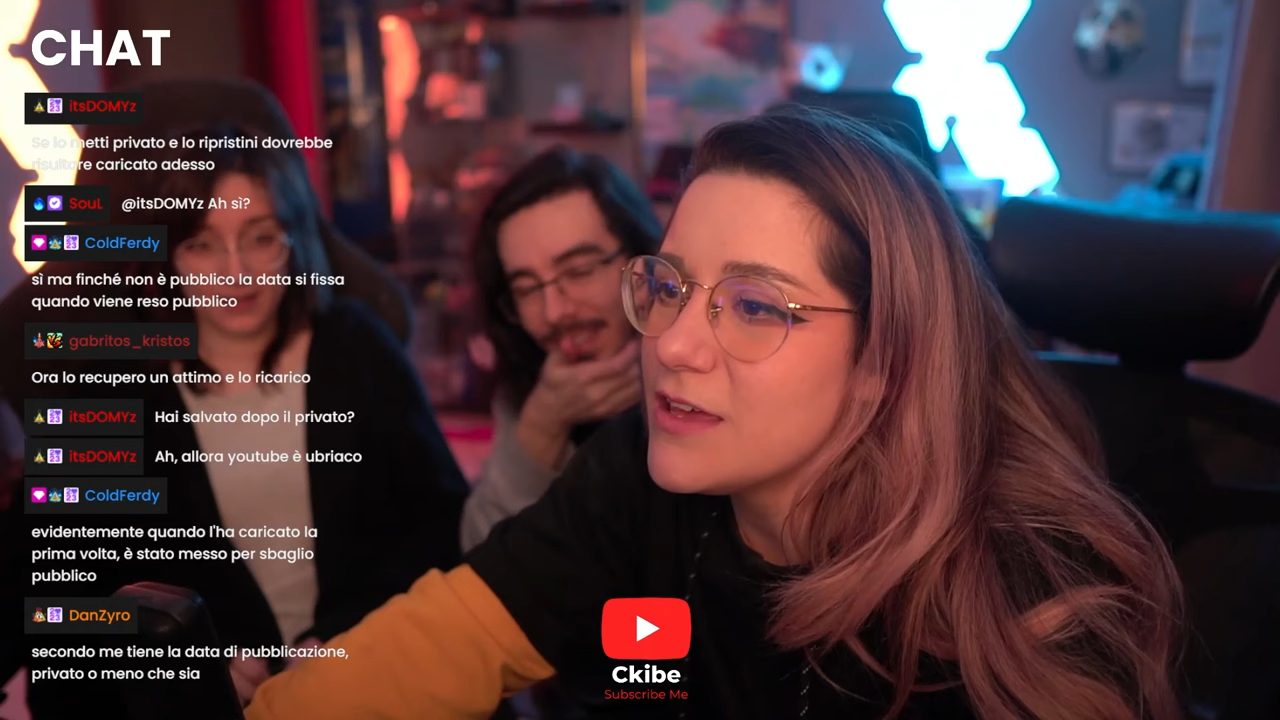 CHAT
itsDOMYz
Se lo metti privato e lo ripristini dovrebbe
risultare caricato adesso
SouL @itsDOMYz Ah sì?
ColdFerdy
sì ma finché non è pubblico la data si fissa
quando viene reso pubblico
gabritos_kristos
Ora lo recupero un attimo e lo ricarico
itsDOMYz Hai salvato dopo il privato?
itsDOMYz Ah, allora youtube è ubriaco
ColdFerdy
evidentemente quando l'ha caricato la
prima volta, è stato messo per sbaglio
pubblico
DanZyro
secondo me tiene la data di pubblicazione,
privato o meno che sia
Ckibe
Subscribe Me